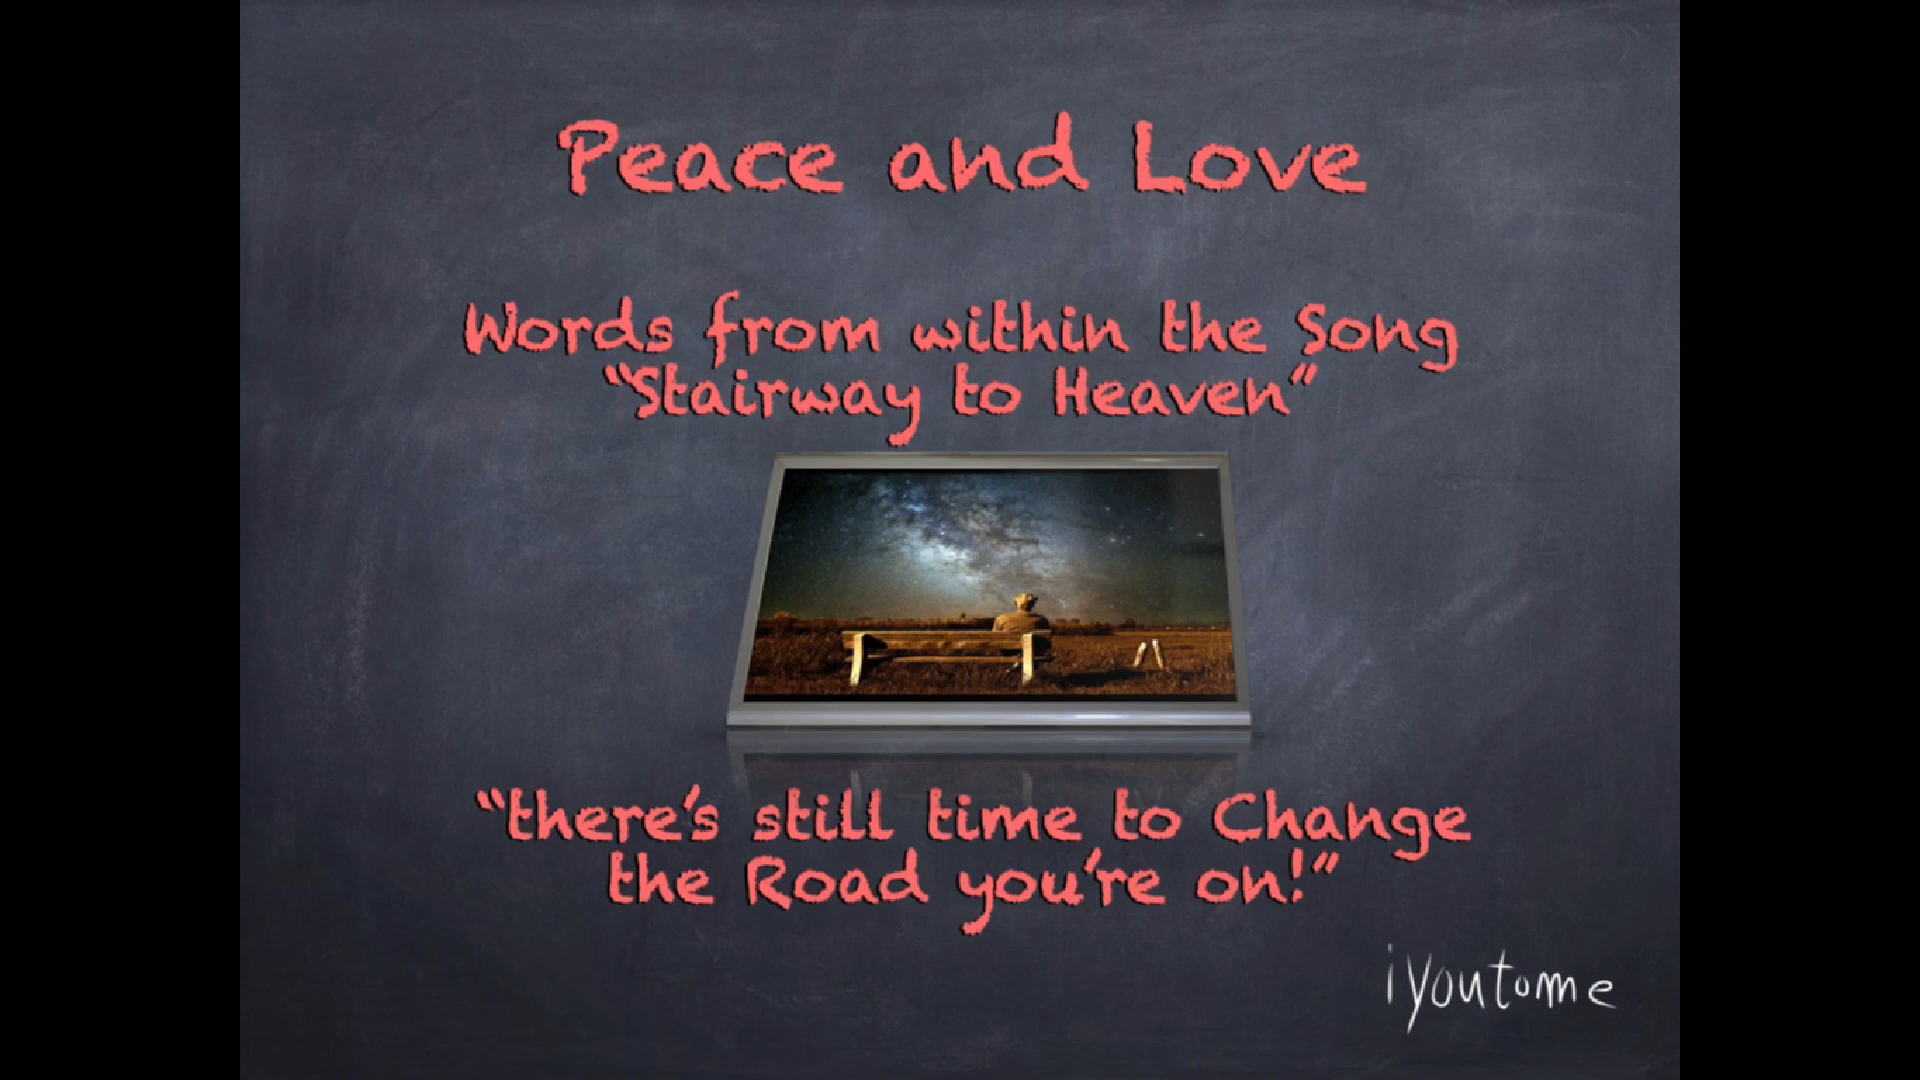 Peace and Love
Words from within the Song
"Stairway to Heaven"
"there's still time to Change
the Road you're on!"
iyoutome